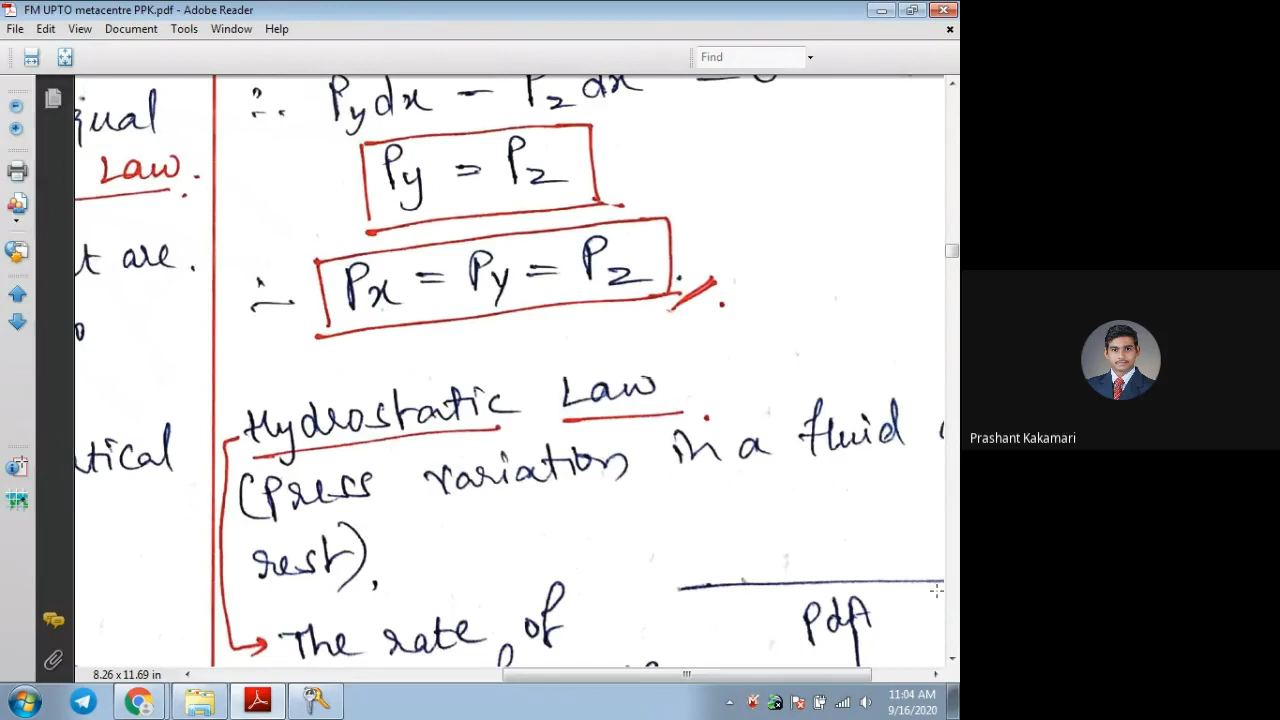 FM UPTO metacentre PPK.pdf - Adobe Reader
File Edit View Document Tools Window Help
Find
∴ Pydx - Pzdx = 0
Py = Pz
∴ Px = Py = Pz.
Law.
t are.
Hydrostatic Law
(Press variation in a fluid
rest),
The rate of
PdA
8.26 x 11.69 in
Prashant Kakamari
11:04 AM
9/16/2020